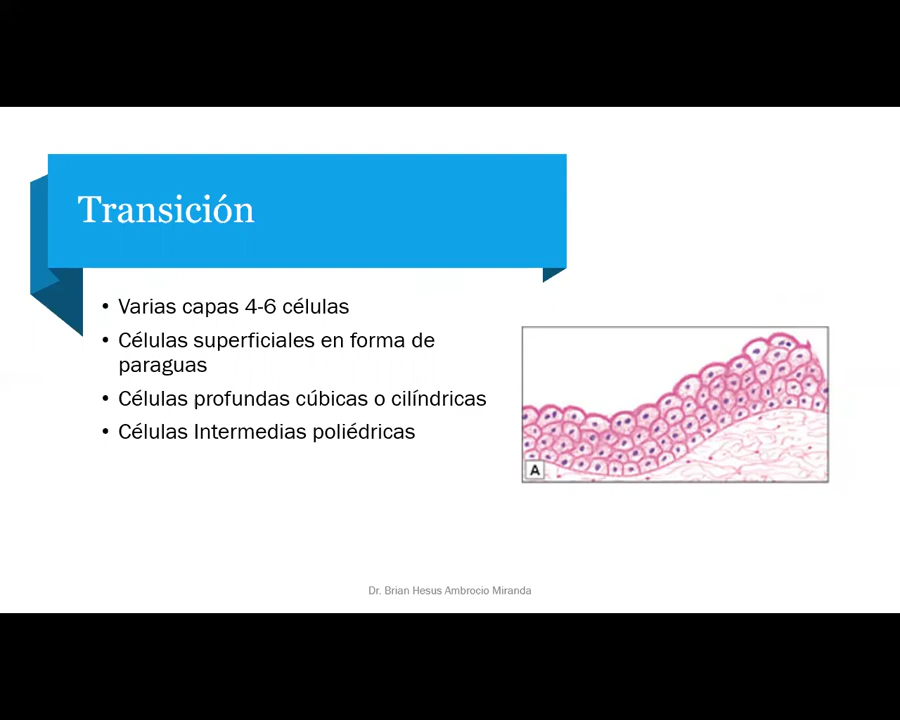 Transición
• Varias capas 4-6 células
• Células superficiales en forma de
paraguas
• Células profundas cúbicas o cilíndricas
• Células Intermedias poliédricas
A
Dr. Brian Hesus Ambrocio Miranda